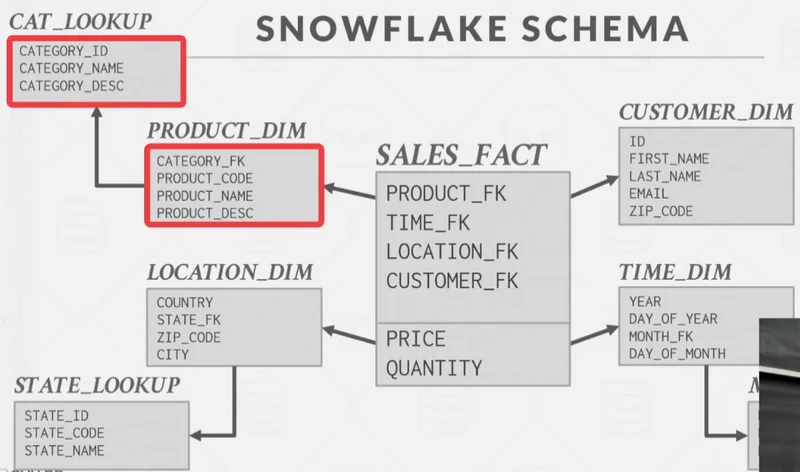 SNOWFLAKE SCHEMA
CAT_LOOKUP
CATEGORY_ID
CATEGORY_NAME
CATEGORY_DESC
PRODUCT_DIM
CATEGORY_FK
PRODUCT_CODE
PRODUCT_NAME
PRODUCT_DESC
SALES_FACT
PRODUCT_FK
TIME_FK
LOCATION_FK
CUSTOMER_FK
PRICE
QUANTITY
CUSTOMER_DIM
ID
FIRST_NAME
LAST_NAME
EMAIL
ZIP_CODE
LOCATION_DIM
COUNTRY
STATE_FK
ZIP_CODE
CITY
TIME_DIM
YEAR
DAY_OF_YEAR
MONTH_FK
DAY_OF_MONTH
STATE_LOOKUP
STATE_ID
STATE_CODE
STATE_NAME